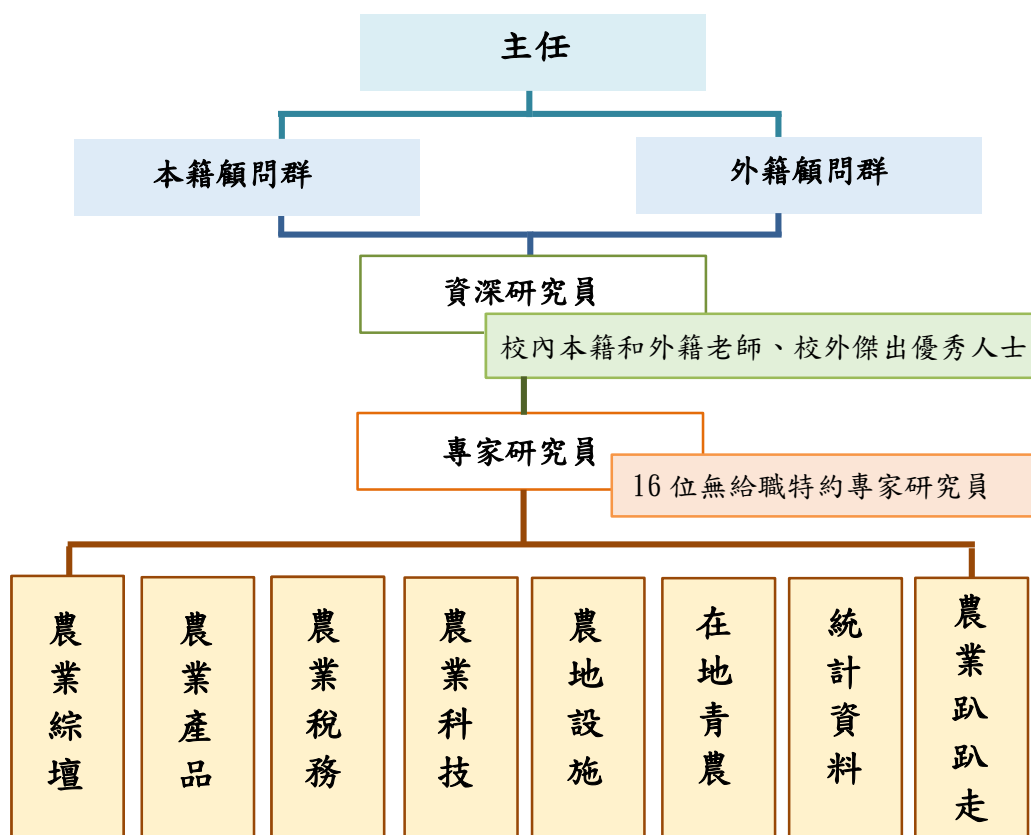 主任
本籍顧問群
外籍顧問群
資深研究員
校內本籍和外籍老師、校外傑出優秀人士
專家研究員
16位無給職特約專家研究員
農業綜壇
農業產品
農業稅務
農業科技
農地設施
在地青農
統計資料
農業趴趴走